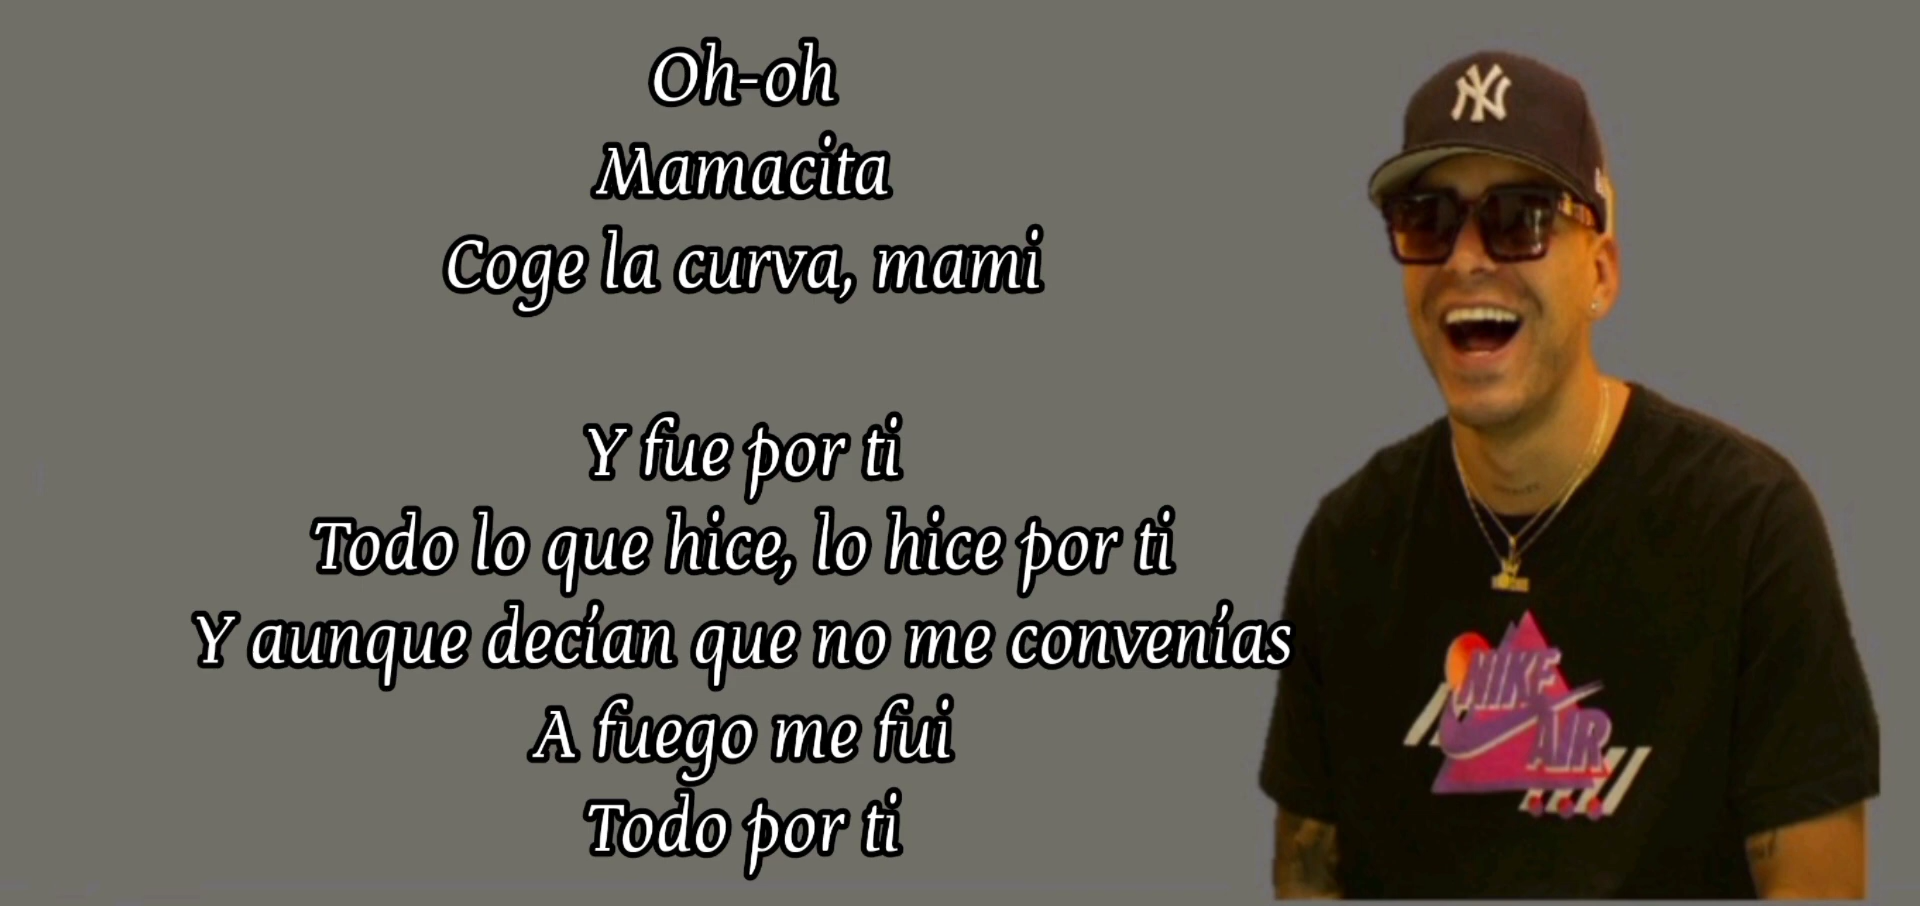 Oh-oh
Mamacita
Coge la curva, mami
Y fue por ti
Todo lo que hice, lo hice por ti
Y aunque decían que no me convenías
A fuego me fui
Todo por ti
NY
NIKE
AIR